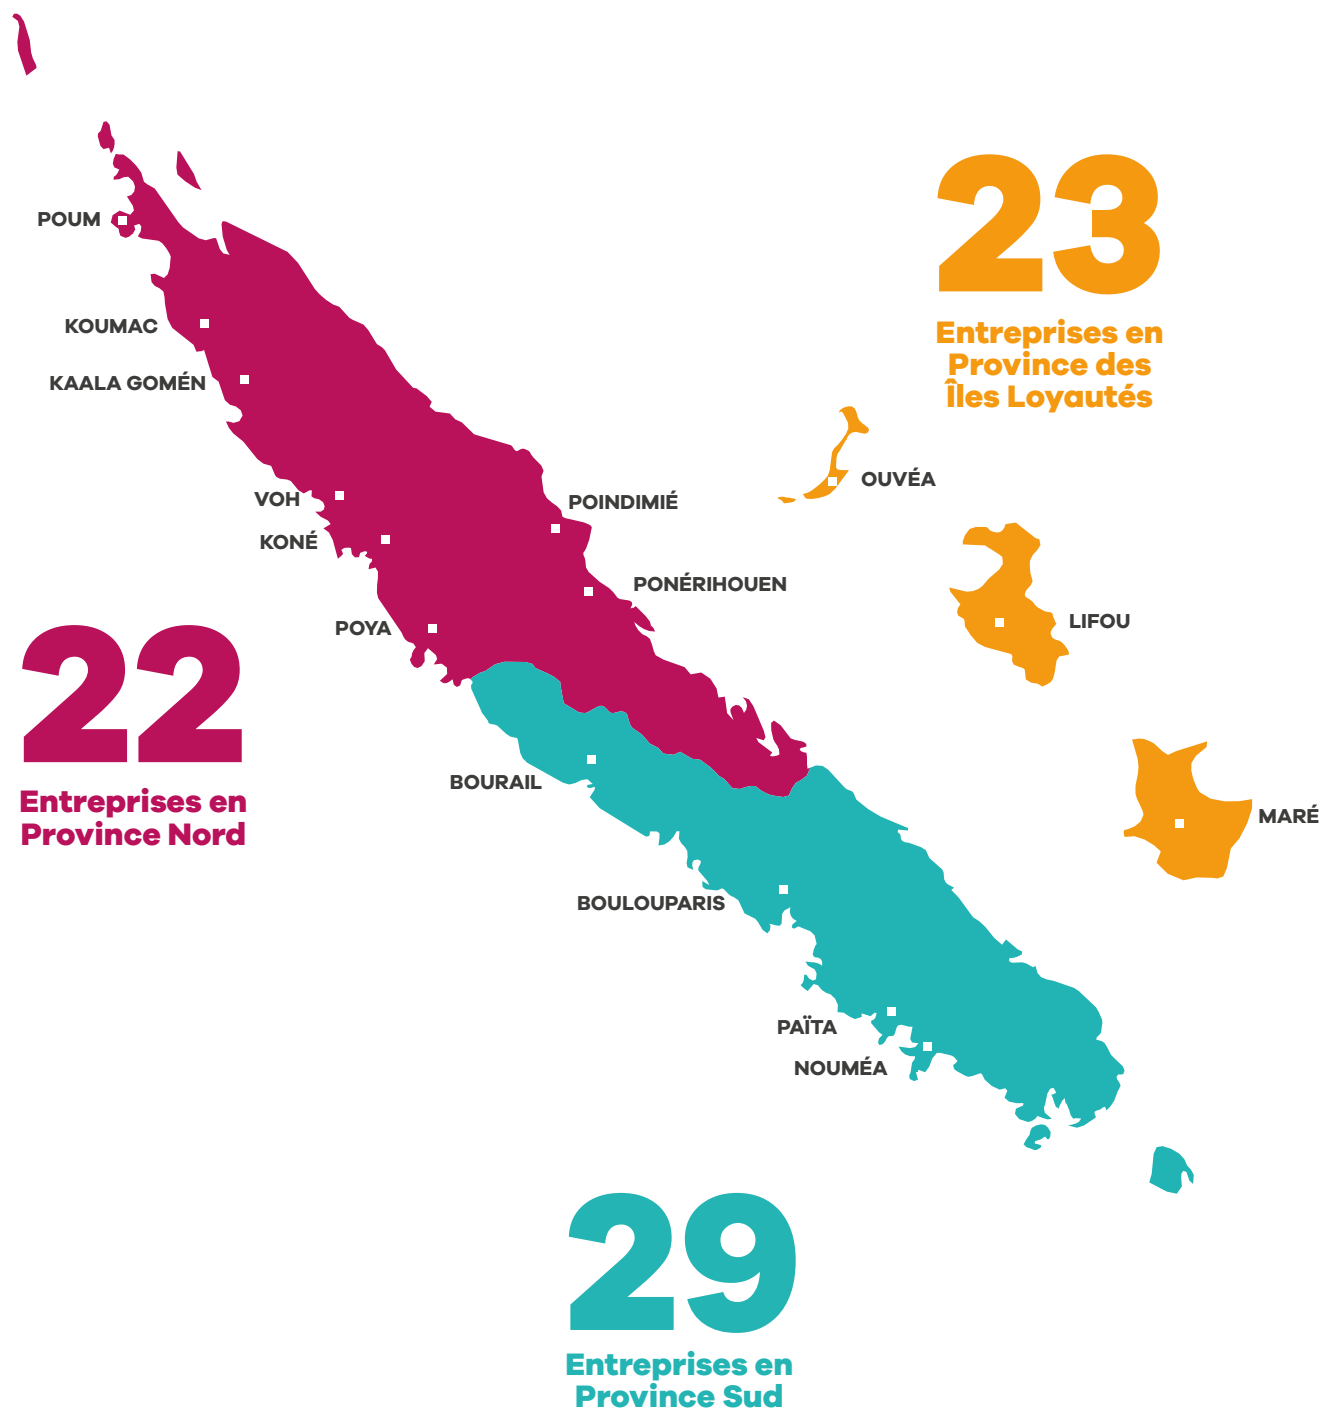 POUM
KOUMAC
KAALA GOMÉN
VOH
KONÉ
POYA
POINDIMIÉ
PONÉRIHOUEN
22
Entreprises en
Province Nord
23
Entreprises en
Province des
Îles Loyautés
OUVÉA
LIFOU
MARÉ
BOURAIL
BOULOUPARIS
PAÏTA
NOUMÉA
29
Entreprises en
Province Sud